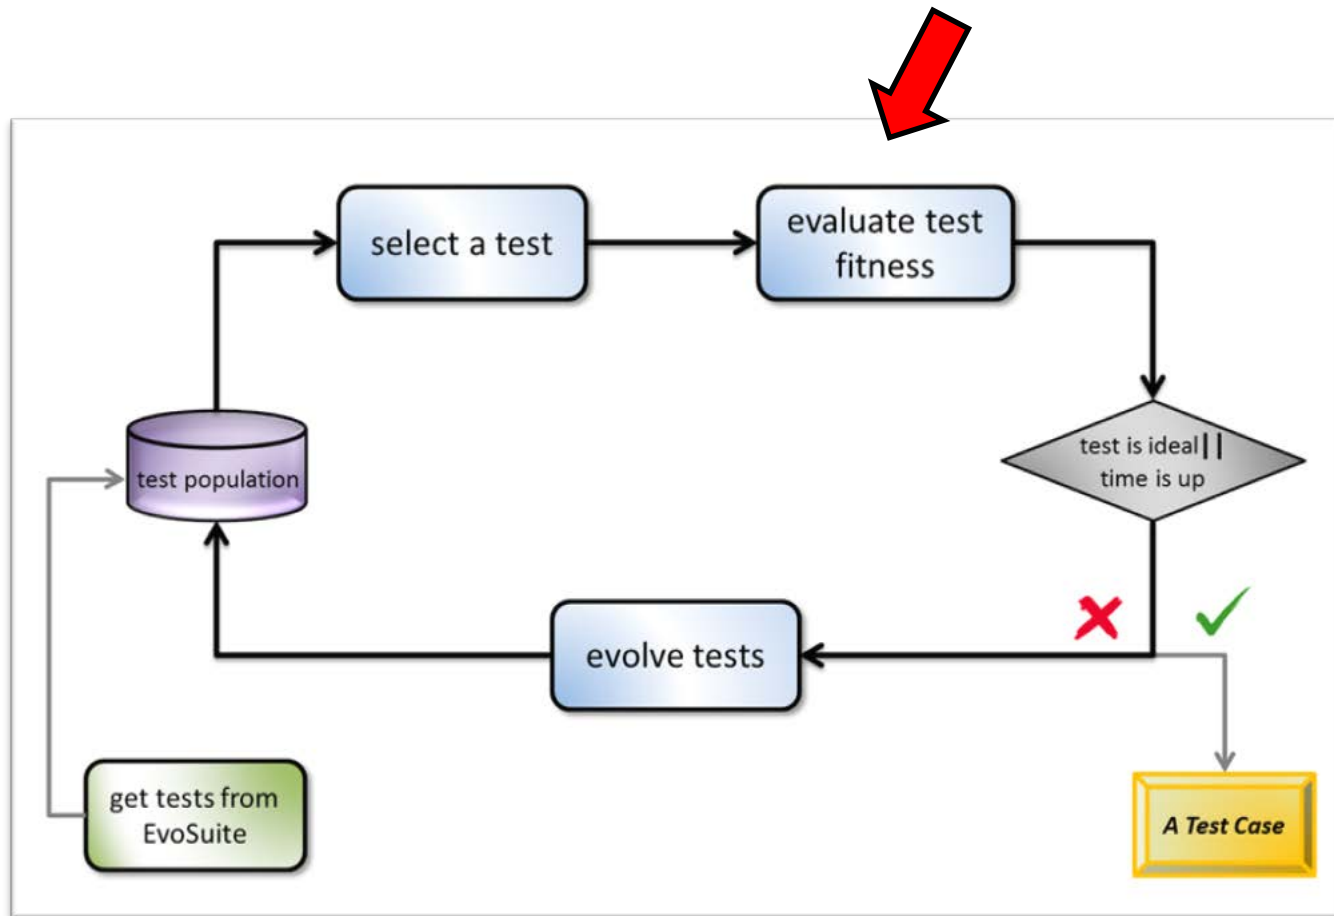 select a test
evaluate test
fitness
test is ideal||
time is up
test population
evolve tests
get tests from
EvoSuite
A Test Case